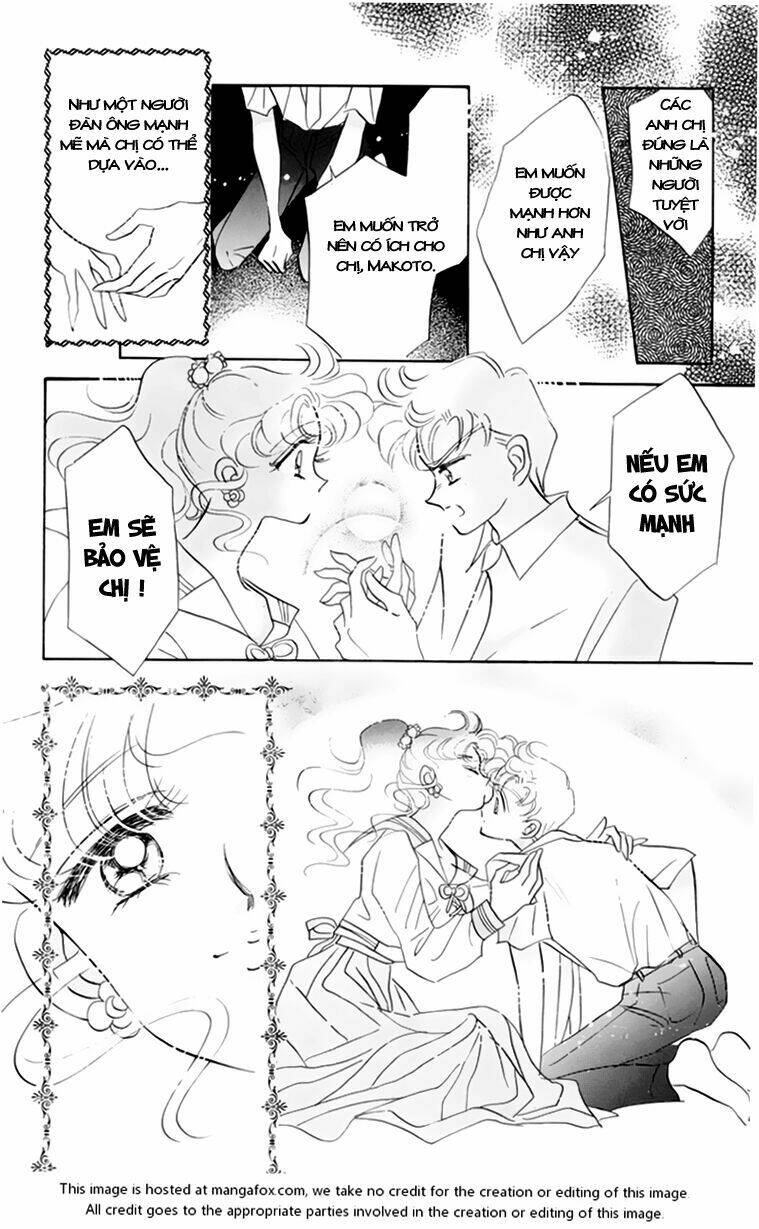 CÁC
ANH CHỊ
ĐÚNG LÀ
NHỮNG
NGƯỜI
TUYỆT
VỜI
EM MUỐN
ĐƯỢC
MẠNH HƠN
NHƯ ANH
CHỊ VẬY
EM MUỐN TRỞ
NÊN CÓ ÍCH CHO
CHỊ, MAKOTO.
NHƯ MỘT NGƯỜI
ĐÀN ÔNG MẠNH
MẼ MÀ CHỊ CÓ THỂ
DỰA VÀO...
NẾU EM
CÓ SỨC
MẠNH
EM SẼ
BẢO VỆ
CHỊ !
This image is hosted at mangafox.com, we take no credit for the creation or editing of this image.
All credit goes to the appropriate parties involved in the creation or editing of this image.